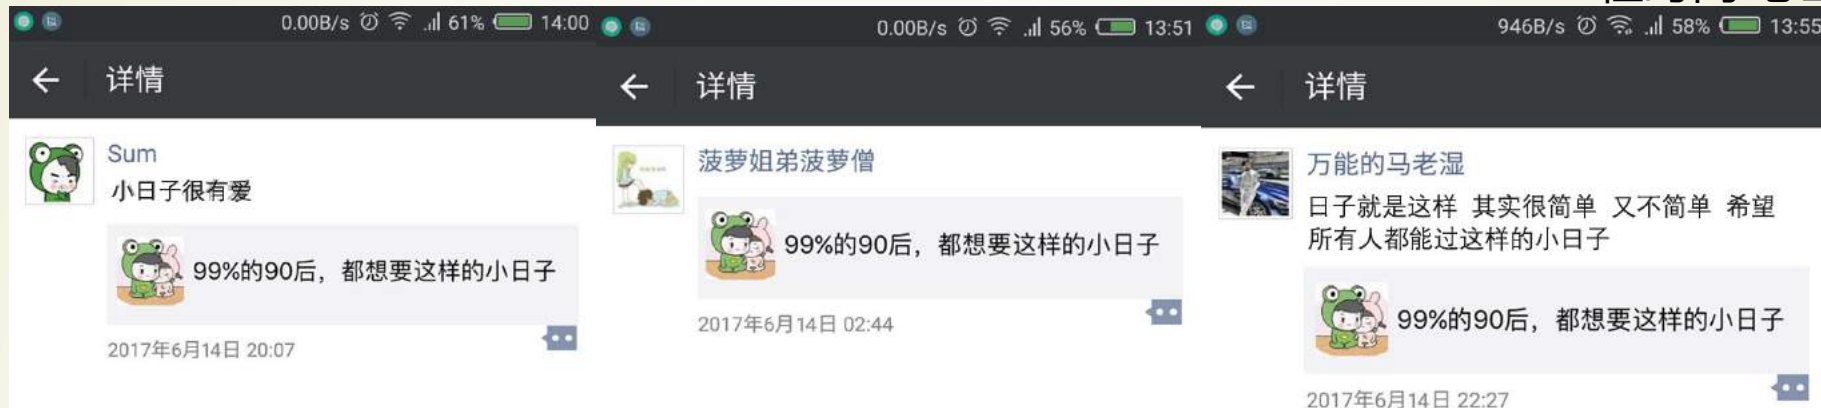 0.00B/s 61% 14:00
详情
Sum
小日子很有爱
99%的90后，都想要这样的小日子
2017年6月14日 20:07
0.00B/s 56% 13:51
详情
菠萝姐弟菠萝僧
99%的90后，都想要这样的小日子
2017年6月14日 02:44
946B/s 58% 13:55
详情
万能的马老湿
日子就是这样 其实很简单 又不简单 希望
所有人都能过这样的小日子
99%的90后，都想要这样的小日子
2017年6月14日 22:27